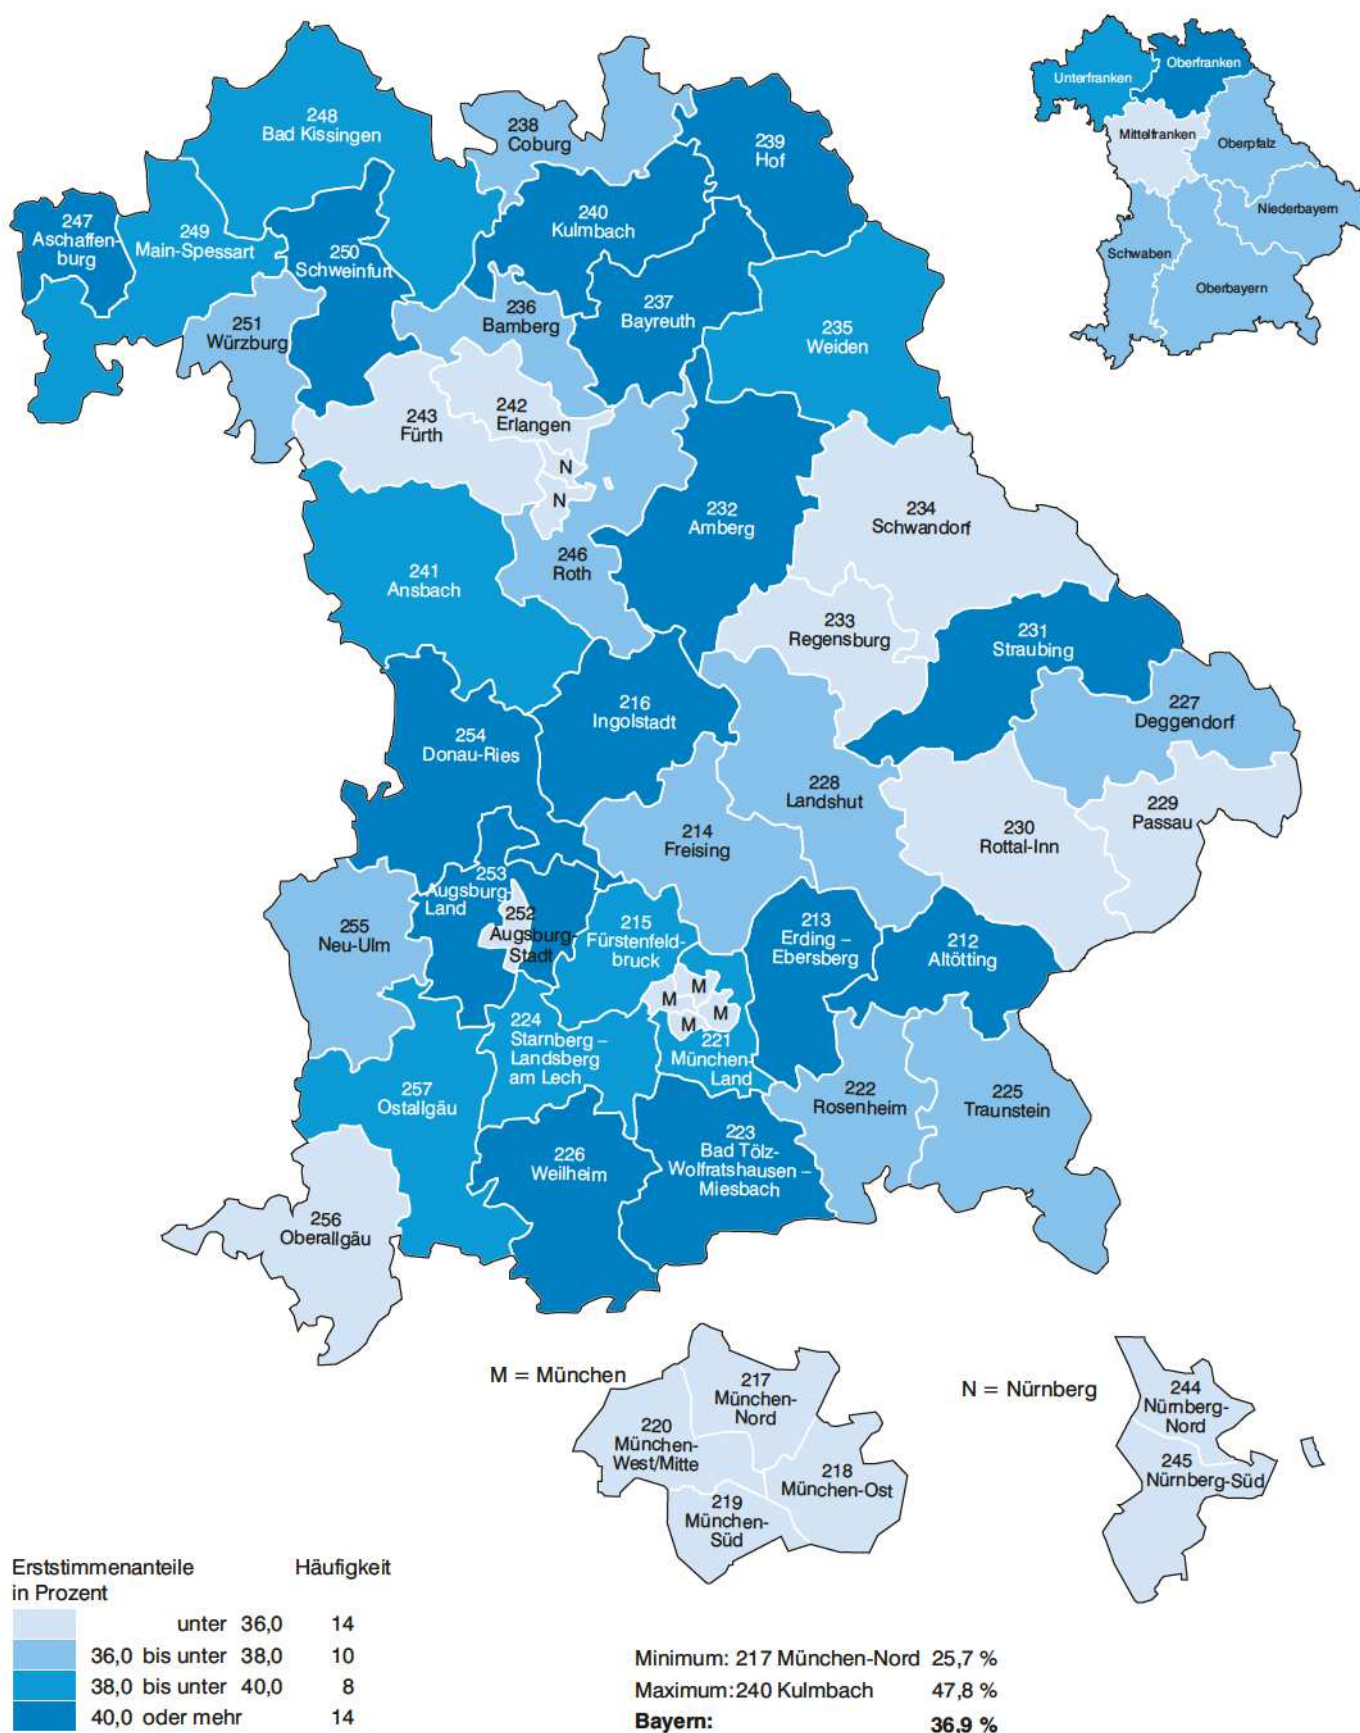 Unterfranken
Oberfranken
Mittelfranken
Oberpfalz
Niederbayern
Schwaben
Oberbayern
248
Bad Kissingen
238
Coburg
239
Hof
247
Aschaffen-
burg
249
Main-Spessart
250
Schweinfurt
240
Kulmbach
251
Würzburg
236
Bamberg
237
Bayreuth
235
Weiden
243
Fürth
242
Erlangen
N
N
232
Amberg
234
Schwandorf
246
Roth
241
Ansbach
233
Regensburg
231
Straubing
216
Ingolstadt
227
Deggendorf
254
Donau-Ries
228
Landshut
229
Passau
214
Freising
230
Rottal-Inn
253
Augsburg-
Land
252
Augsburg-
Stadt
255
Neu-Ulm
215
Fürstenfeld-
bruck
213
Erding –
Ebersberg
212
Altötting
M
M
M
M
224
Starnberg –
Landsberg
am Lech
221
München-
Land
257
Ostallgäu
222
Rosenheim
225
Traunstein
226
Weilheim
223
Bad Tölz-
Wolfratshausen –
Miesbach
256
Oberallgäu
M = München
217
München-
Nord
220
München-
West/Mitte
218
München-Ost
219
München-
Süd
N = Nürnberg
244
Nürnberg-
Nord
245
Nürnberg-Süd
Erststimmenanteile Häufigkeit
in Prozent
unter 36,0 14
36,0 bis unter 38,0 10
38,0 bis unter 40,0 8
40,0 oder mehr 14
Minimum: 217 München-Nord 25,7 %
Maximum:240 Kulmbach 47,8 %
Bayern: 36,9 %